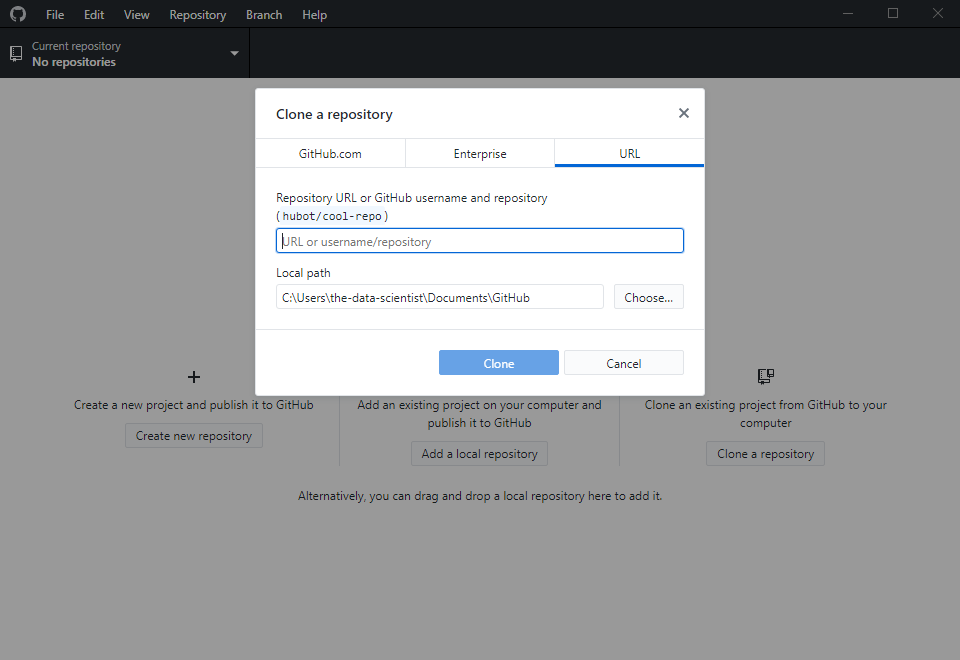 File Edit View Repository Branch Help
Current repository
No repositories
Clone a repository
GitHub.com Enterprise URL
Repository URL or GitHub username and repository
(hubot/cool-repo)
URL or username/repository
Local path
C:\Users\the-data-scientist\Documents\GitHub Choose...
Clone Cancel
Create a new project and publish it to GitHub
Create new repository
Add an existing project on your computer and
publish it to GitHub
Add a local repository
Clone an existing project from GitHub to your
computer
Clone a repository
Alternatively, you can drag and drop a local repository here to add it.